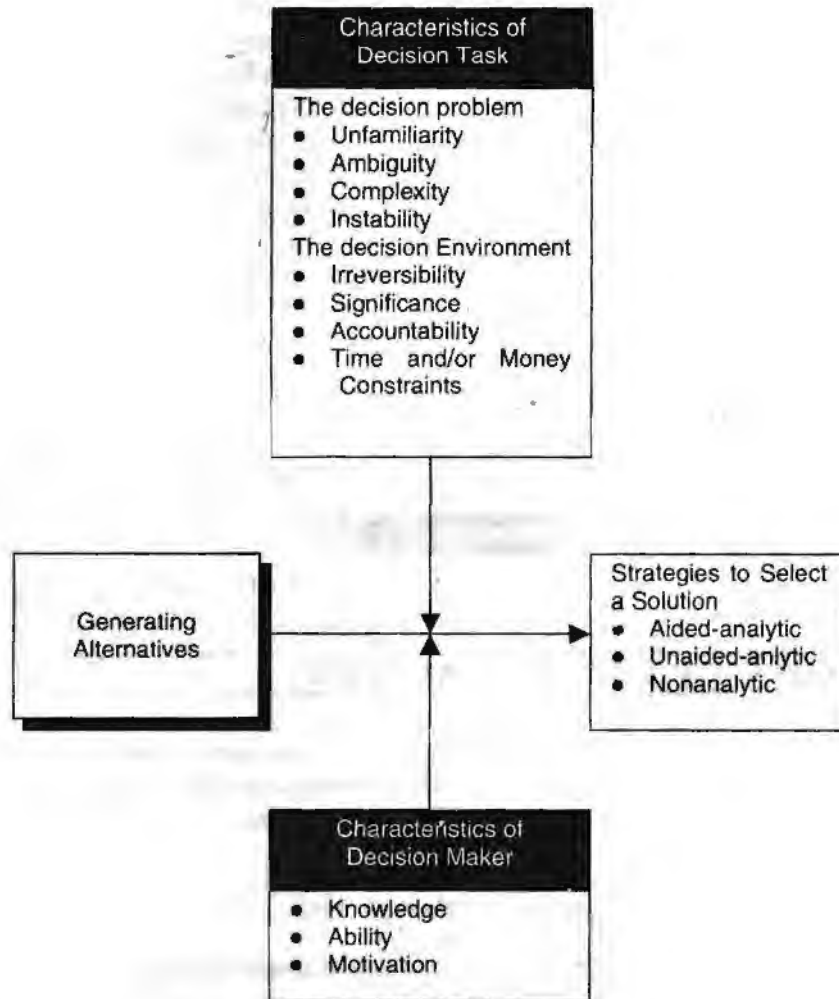 Characteristics of
Decision Task
The decision problem
● Unfamiliarity
● Ambiguity
● Complexity
● Instability
The decision Environment
● Irreversibility
● Significance
● Accountability
● Time and/or Money
Constraints
Generating
Alternatives
Strategies to Select
a Solution
● Aided-analytic
● Unaided-anlytic
● Nonanalytic
Characteristics of
Decision Maker
● Knowledge
● Ability
● Motivation